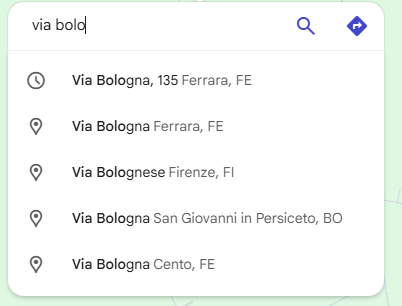 via bolo
Via Bologna, 135 Ferrara, FE
Via Bologna Ferrara, FE
Via Bolognese Firenze, FI
Via Bologna San Giovanni in Persiceto, BO
Via Bologna Cento, FE